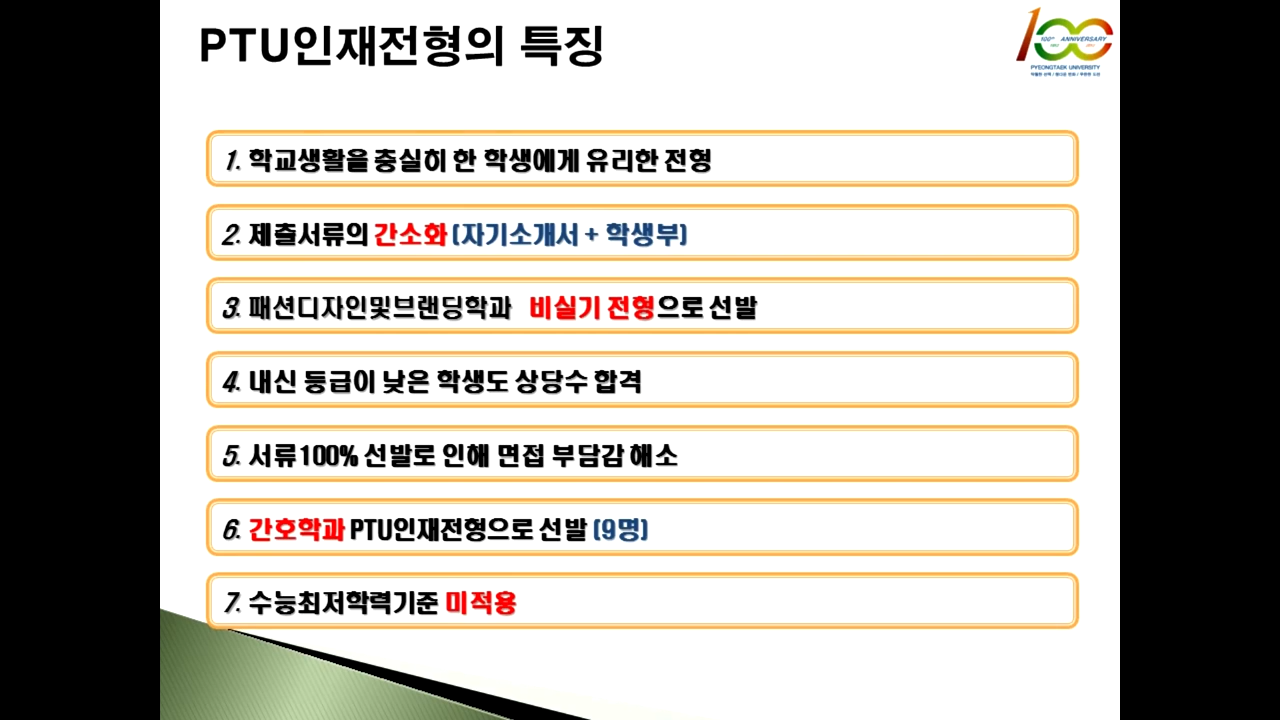 PTU인재전형의 특징
100
100th ANNERSARY
PYEONGTAEK UNIVERSITY
1. 학교생활을 충실히 한 학생에게 유리한 전형
2. 제출서류의 간소화 (자기소개서 + 학생부)
3. 패션디자인및브랜딩학과 비실기 전형으로 선발
4. 내신 등급이 낮은 학생도 상당수 합격
5. 서류100% 선발로 인해 면접 부담감 해소
6. 간호학과 PTU인재전형으로 선발 (9명)
7. 수능최저학력기준 미적용